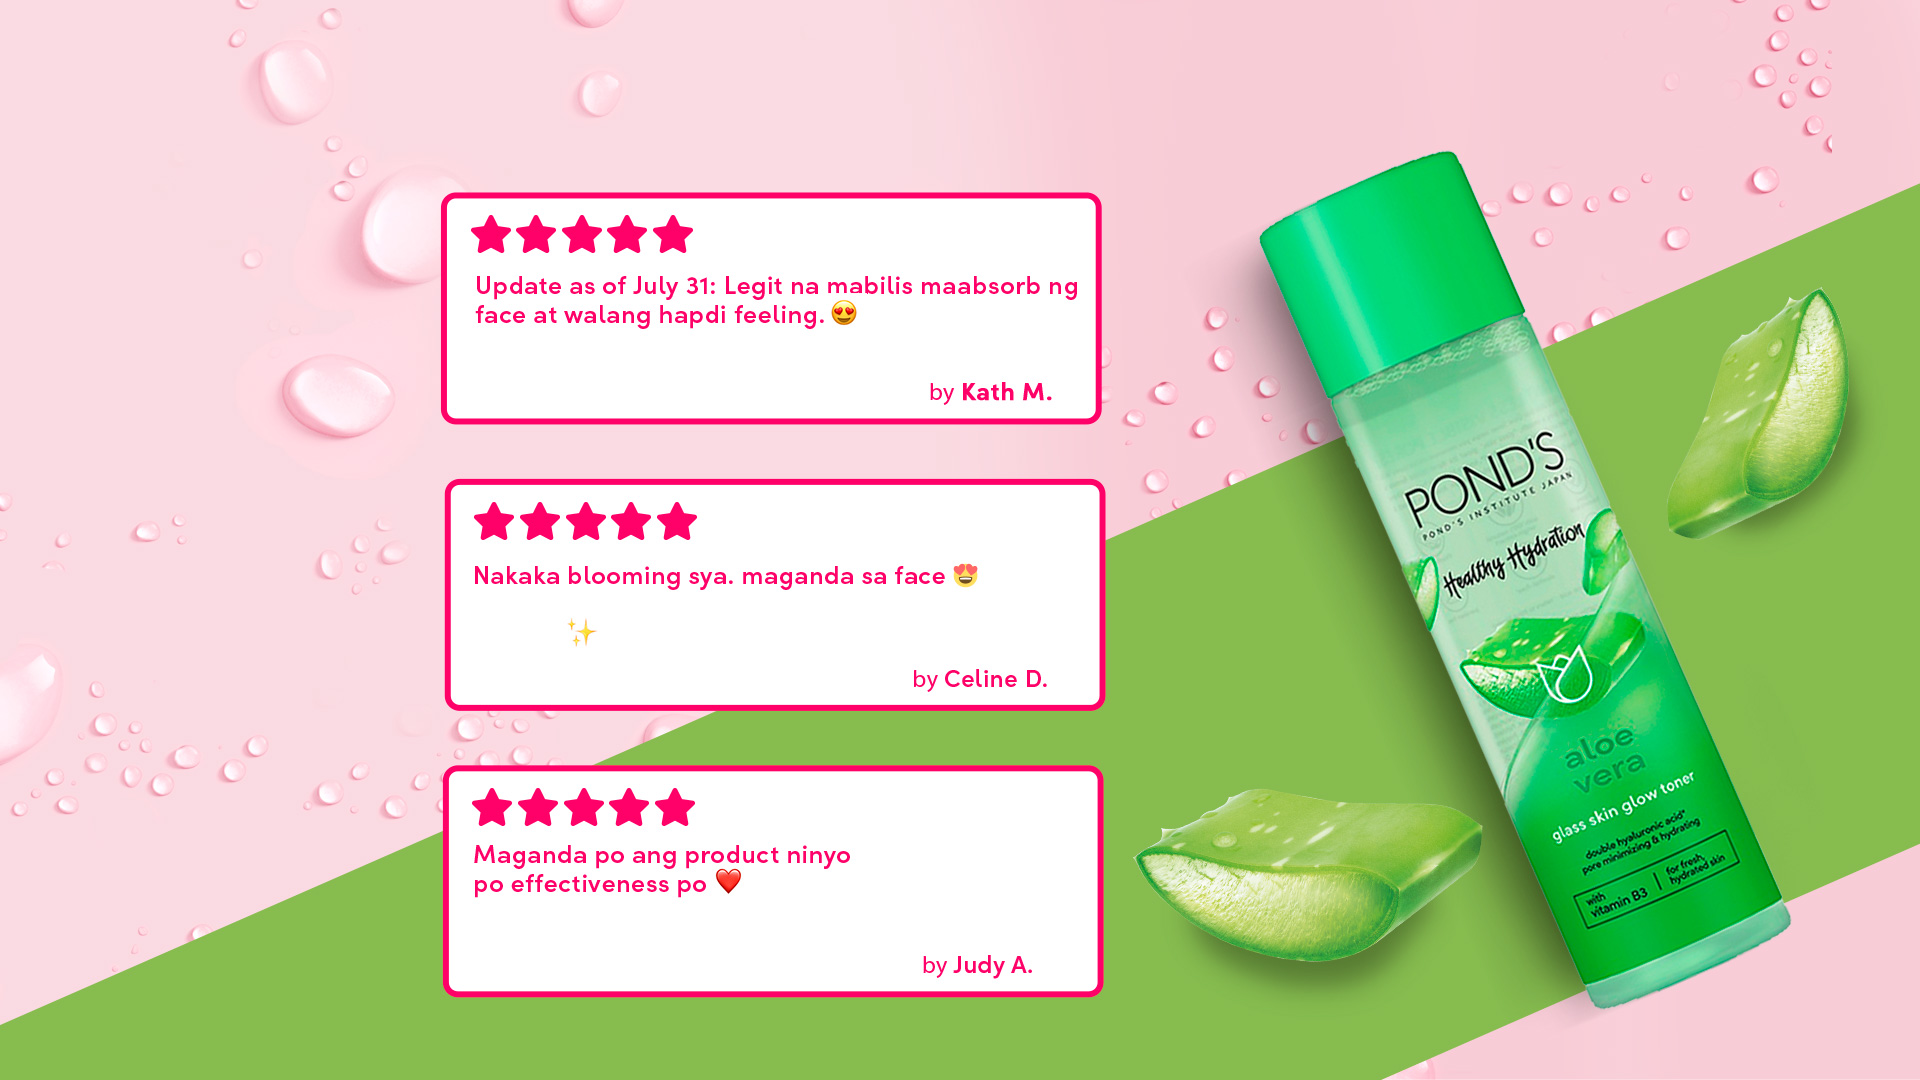 Update as of July 31: Legit na mabilis maabsorb ng
face at walang hapdi feeling. 😍
by Kath M.
Nakaka blooming sya. maganda sa face 😍
✨
by Celine D.
Maganda po ang product ninyo
po effectiveness po ❤️
by Judy A.
POND'S
POND'S INSTITUTE JAPAN
Healthy Hydration
aloe
vera
glass skin glow toner
double hyaluronic acid*
pore minimizing & hydrating
with
vitamin B3
for fresh,
hydrated skin